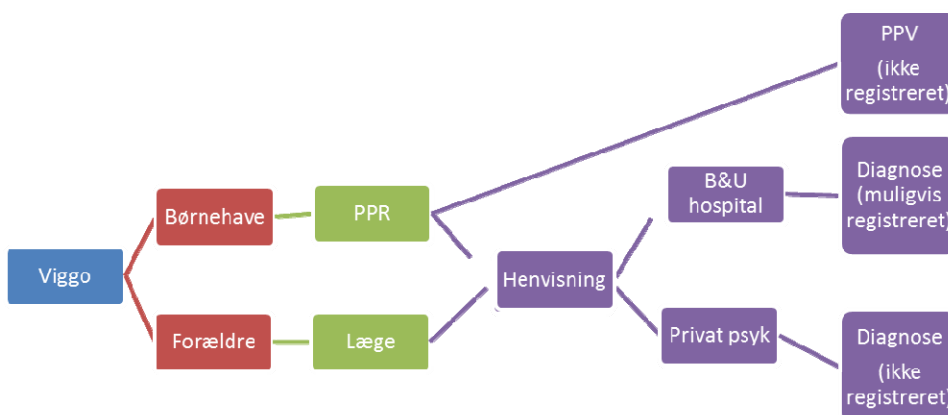 PPV
(ikke
registreret)
B&U
hospital
Diagnose
(muligvis
registreret)
Børnehave
PPR
Viggo
Henvisning
Forældre
Læge
Privat psyk
Diagnose
(ikke
registreret)